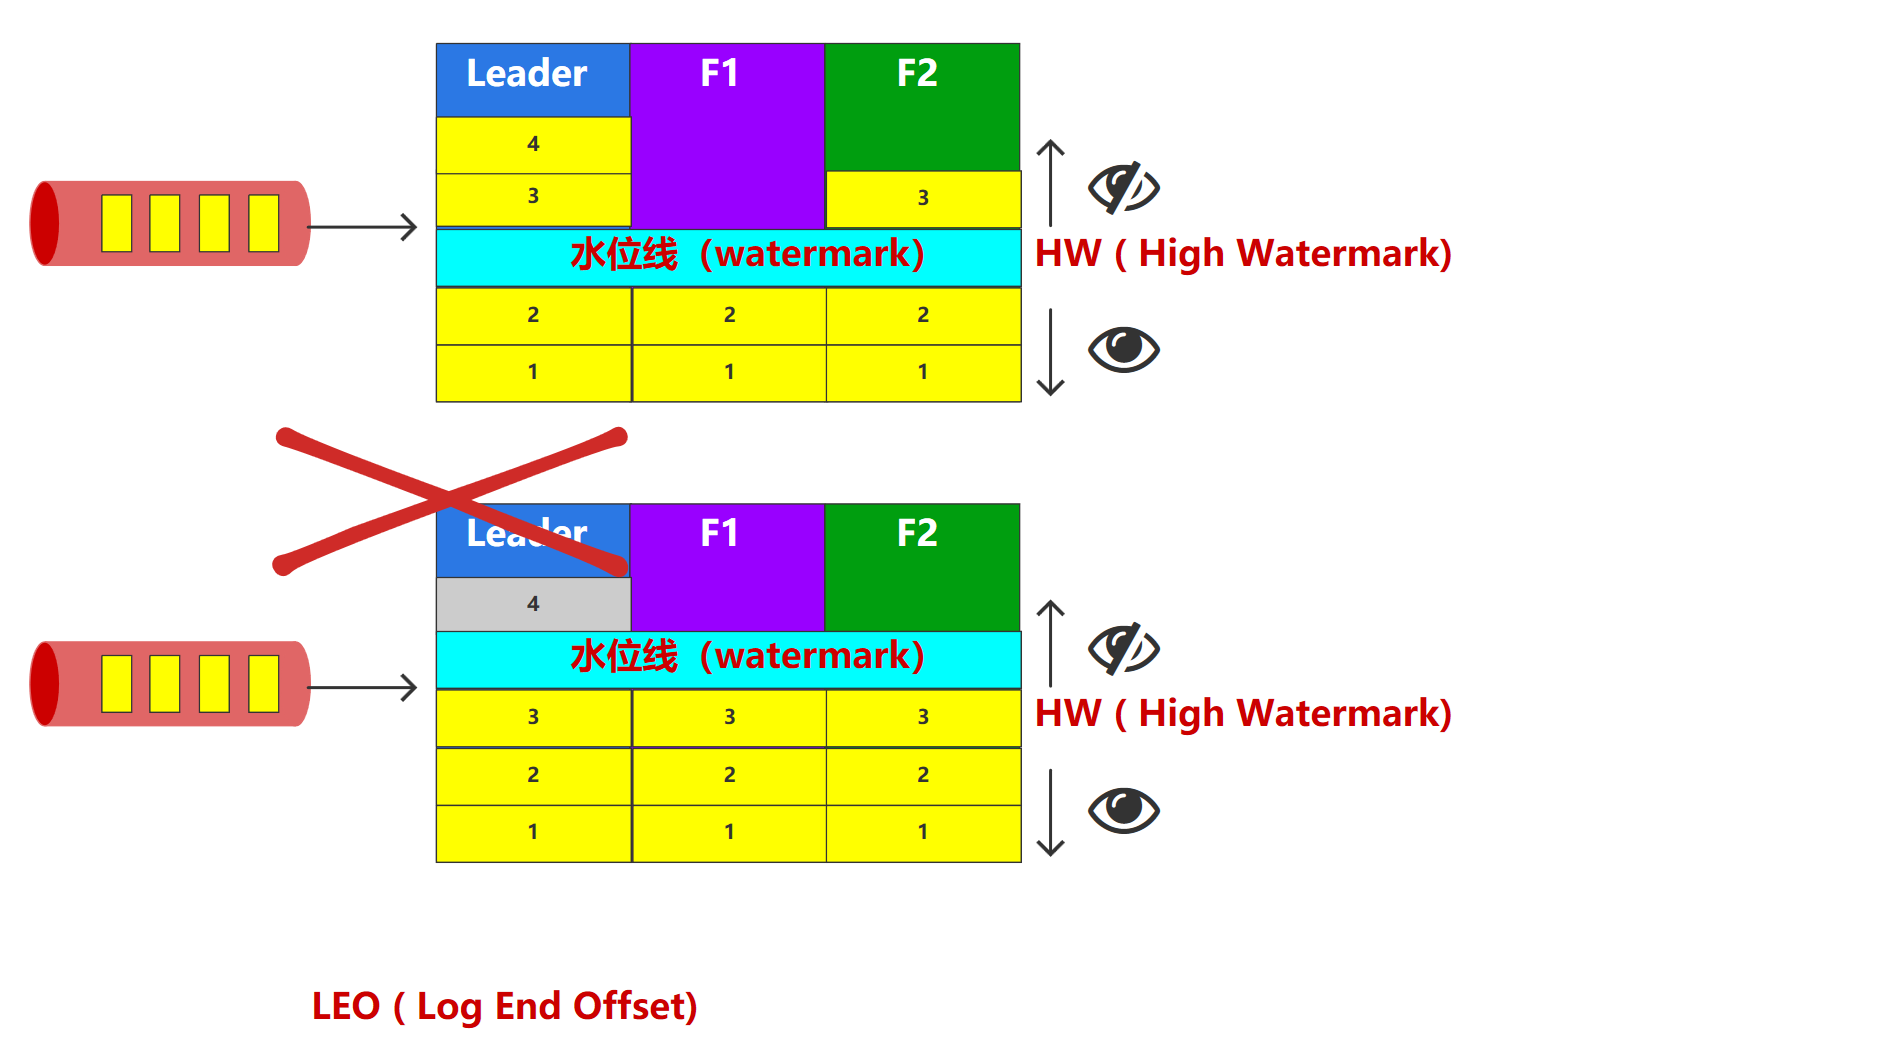 Leader F1 F2
4
3 3
水位线 (watermark) HW ( High Watermark)
2 2 2
1 1 1
Leader F1 F2
4
水位线 (watermark)
3 3 3
HW ( High Watermark)
2 2 2
1 1 1
LEO ( Log End Offset)